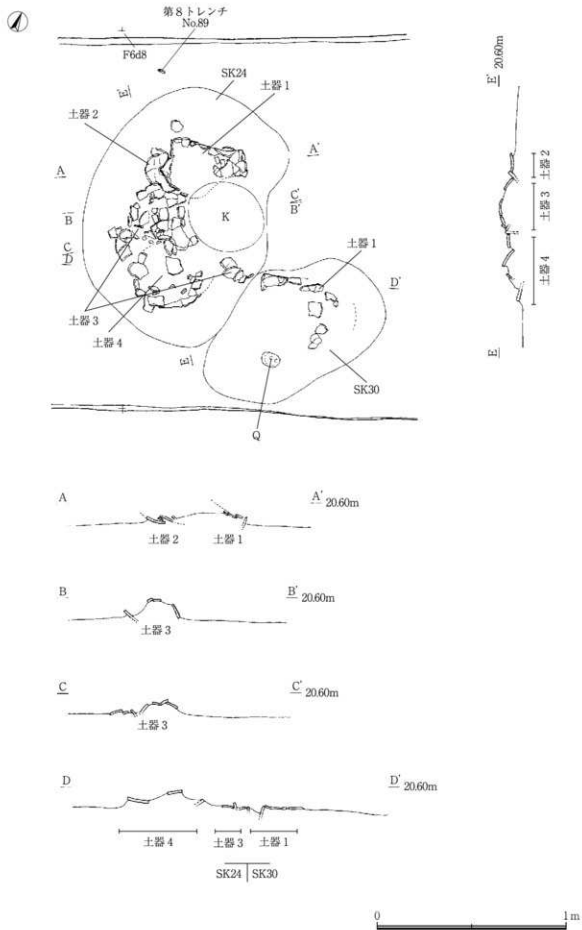 第８トレンチ
No.89
F6d8
SK24
土器 1
E'
土器 2
A
A'
B
K
C'
B'
C
D
土器 1
D'
土器 3
土器 4
E
SK30
Q
E' 20.60m
土器 2
土器 3
土器 4
E
A
A' 20.60m
土器 2
土器 1
B
B' 20.60m
土器 3
C
C' 20.60m
土器 3
D
D' 20.60m
土器 4
土器 3
土器 1
SK24 SK30
0
1 m